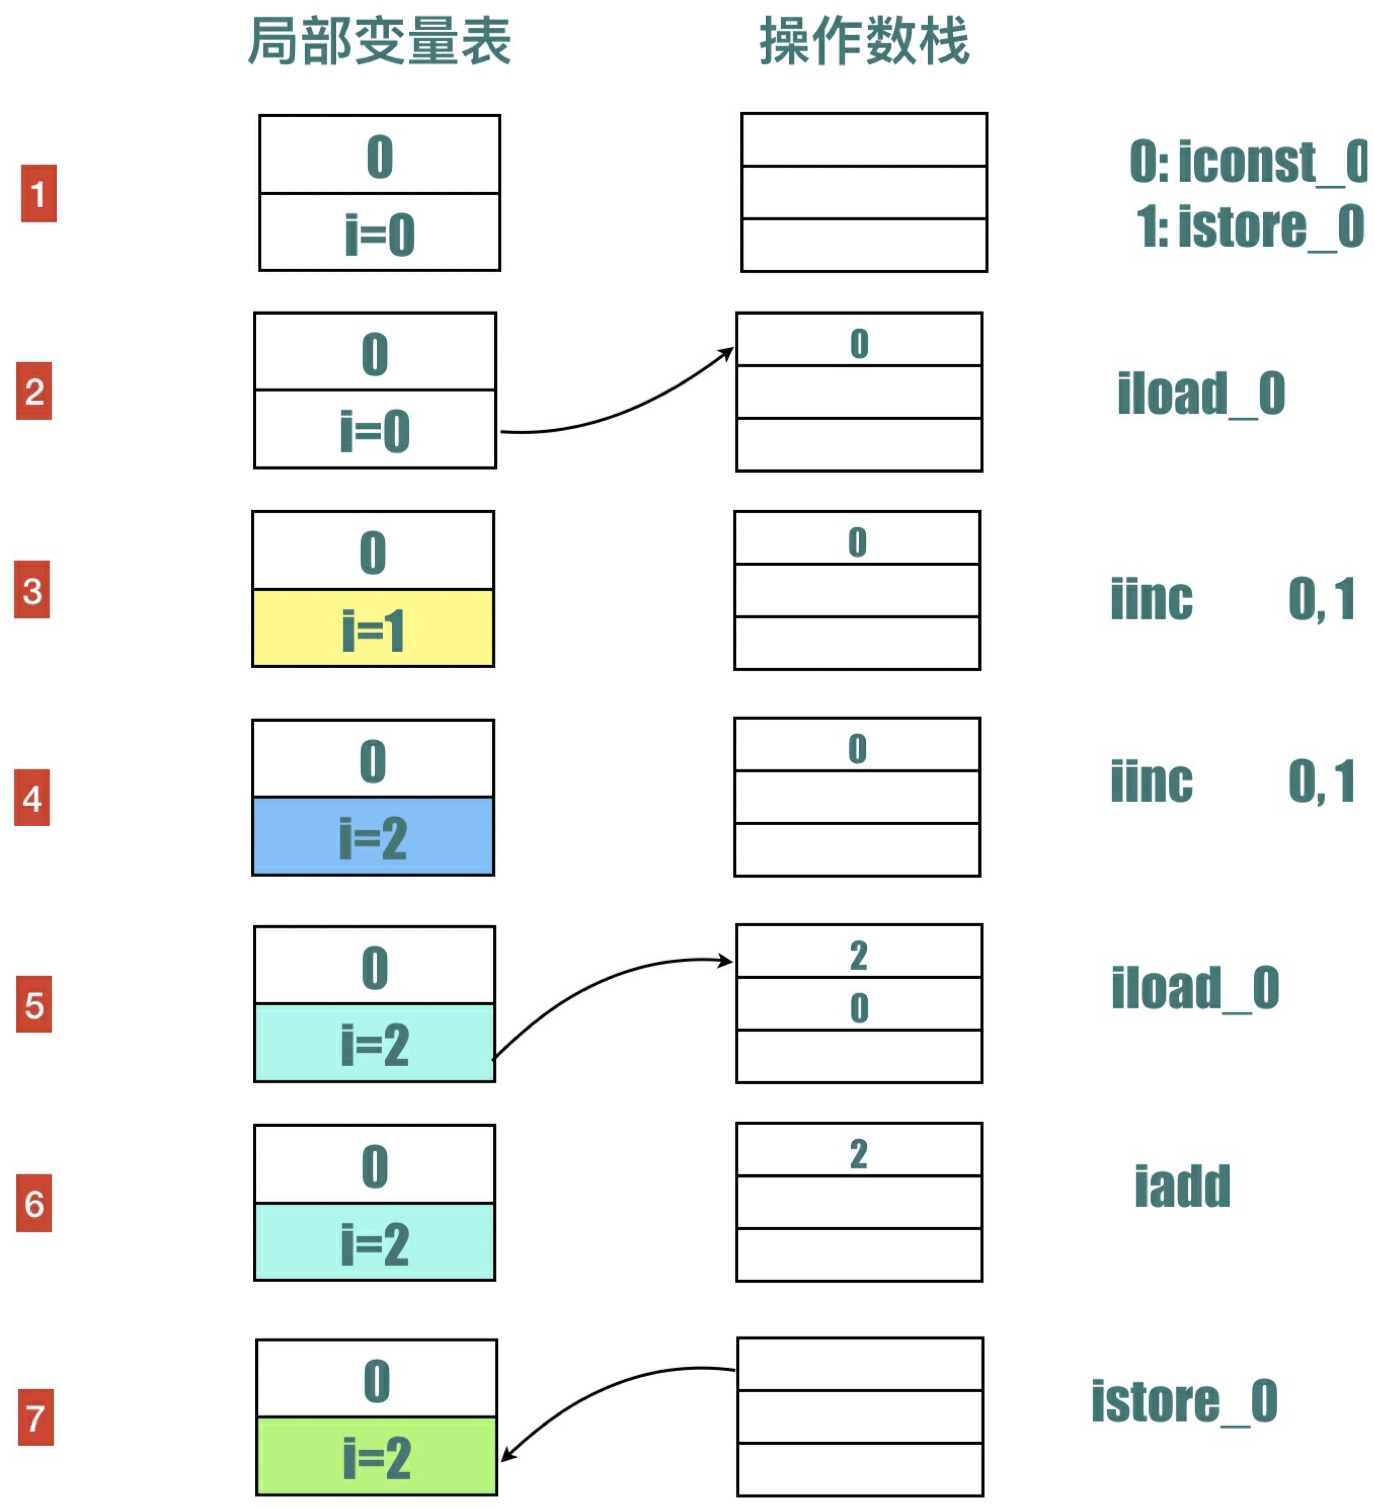 局部变量表 操作数栈
1
0
i=0
0: iconst_0
1: istore_0
2
0
i=0
0
iload_0
3
0
i=1
0
iinc 0, 1
4
0
i=2
0
iinc 0, 1
5
0
i=2
2
0
iload_0
6
0
i=2
2
iadd
7
0
i=2
istore_0